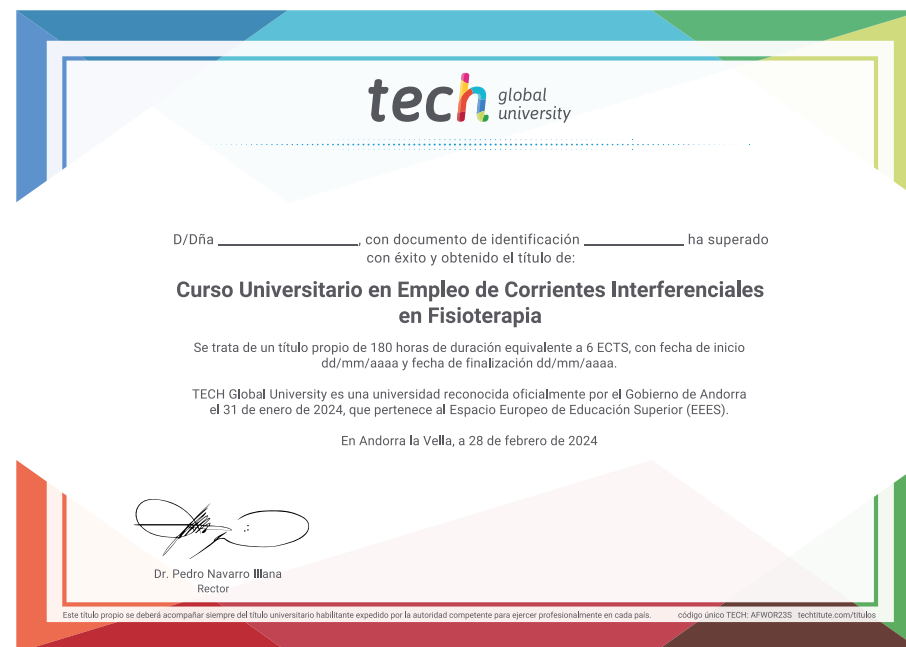 tech global university
D/Dña ____________________, con documento de identificación ______________ ha superado
con éxito y obtenido el título de:
Curso Universitario en Empleo de Corrientes Interferenciales
en Fisioterapia
Se trata de un título propio de 180 horas de duración equivalente a 6 ECTS, con fecha de inicio
dd/mm/aaaa y fecha de finalización dd/mm/aaaa.
TECH Global University es una universidad reconocida oficialmente por el Gobierno de Andorra
el 31 de enero de 2024, que pertenece al Espacio Europeo de Educación Superior (EEES).
En Andorra la Vella, a 28 de febrero de 2024
Dr. Pedro Navarro Illana
Rector
Este título propio se deberá acompañar siempre del título universitario habilitante expedido por la autoridad competente para ejercer profesionalmente en cada país. código único TECH: AFWOR23S techtitute.com/titulos